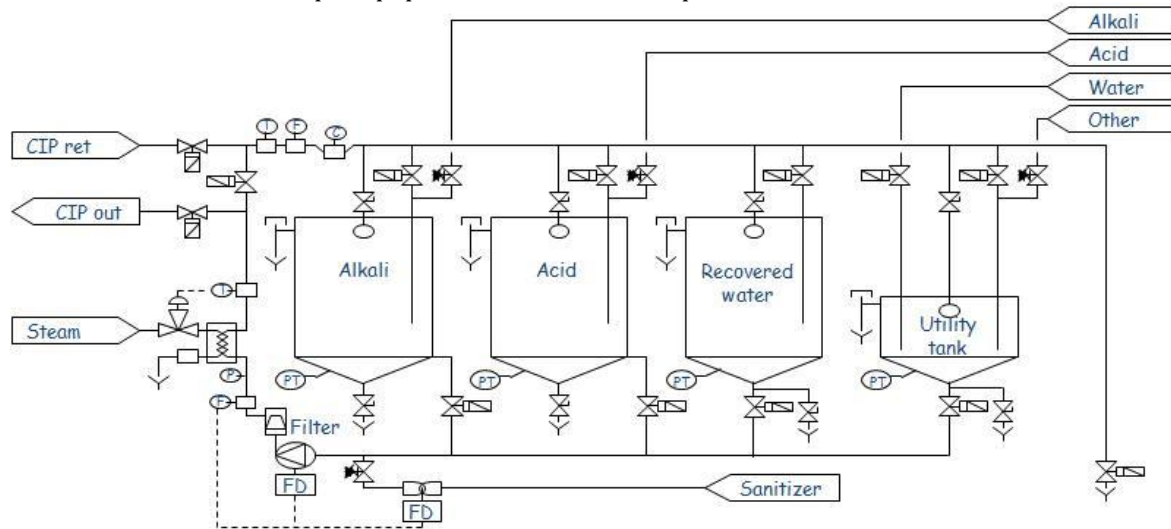 Alkali
Acid
Water
Other
T
F
C
CIP ret
CIP out
Alkali
Acid
Recovered
water
T
Steam
Utility
tank
P
PT
PT
PT
PT
F
Filter
FD
Sanitizer
FD